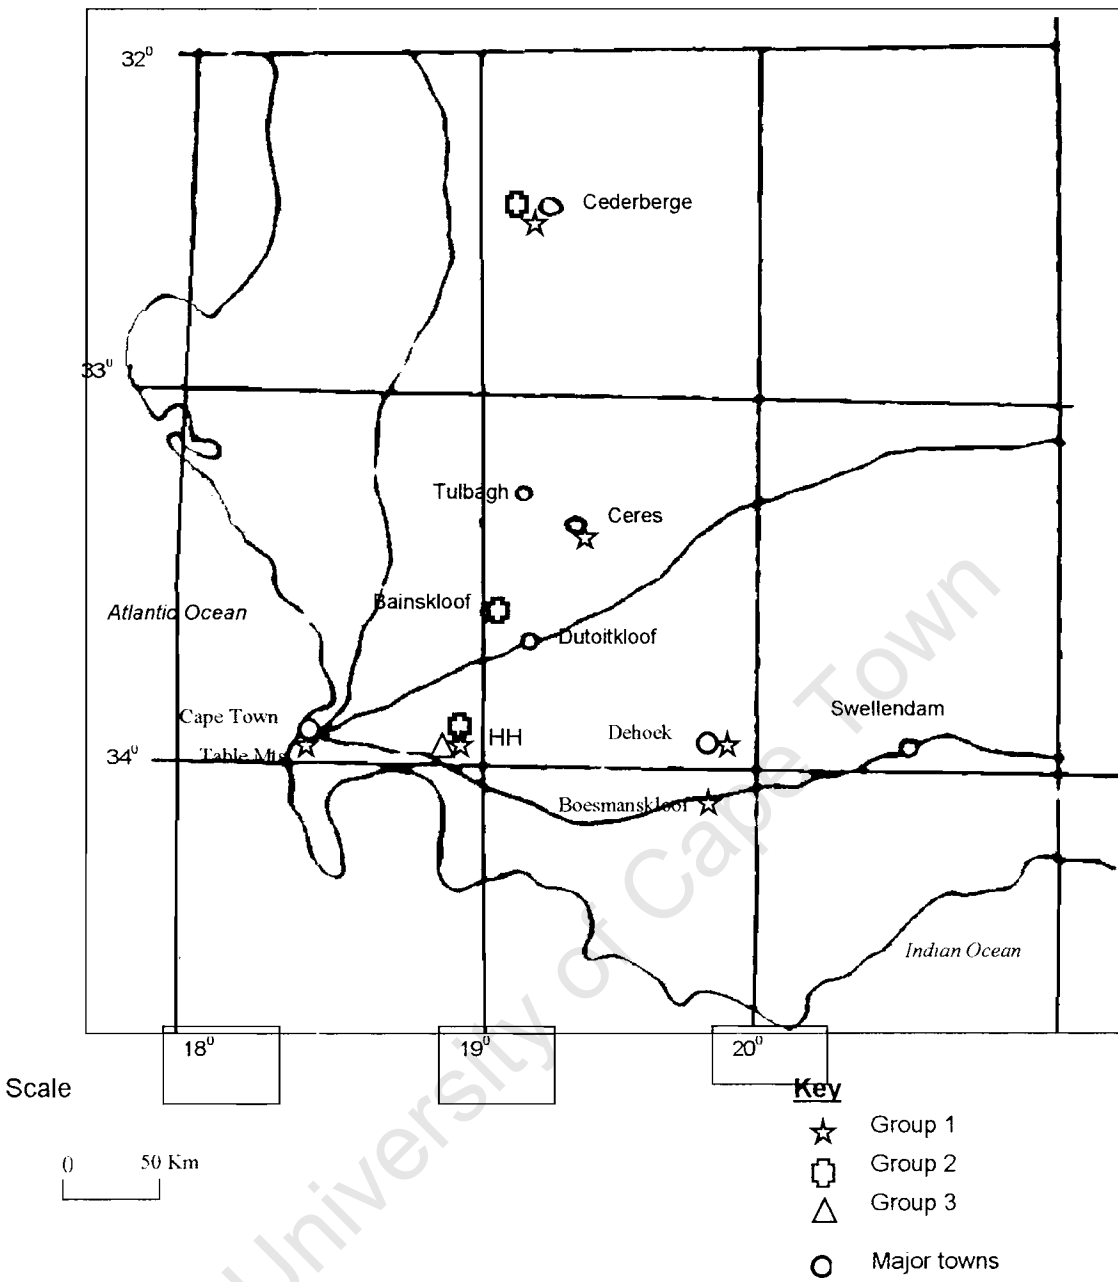 32⁰
Cederberge
33⁰
Tulbagh
Ceres
Bainskloof
Atlantic Ocean
Dutoitkloof
Swellendam
Cape Town
Dehoek
HH
Table Mts
34⁰
Boesmanskloof
Indian Ocean
18⁰
19⁰
20⁰
Scale
Key
Group 1
0 50 Km
Group 2
Group 3
Major towns
University of Cape Town